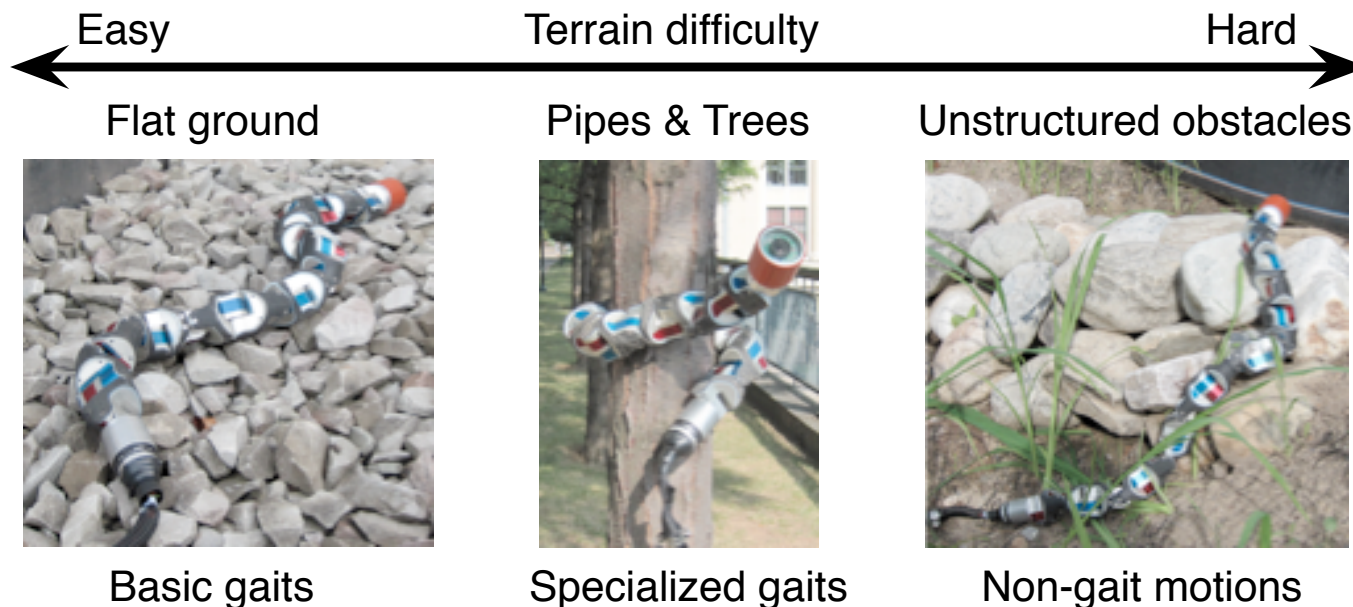 Easy Terrain difficulty Hard
Flat ground Pipes & Trees Unstructured obstacles
Basic gaits Specialized gaits Non-gait motions